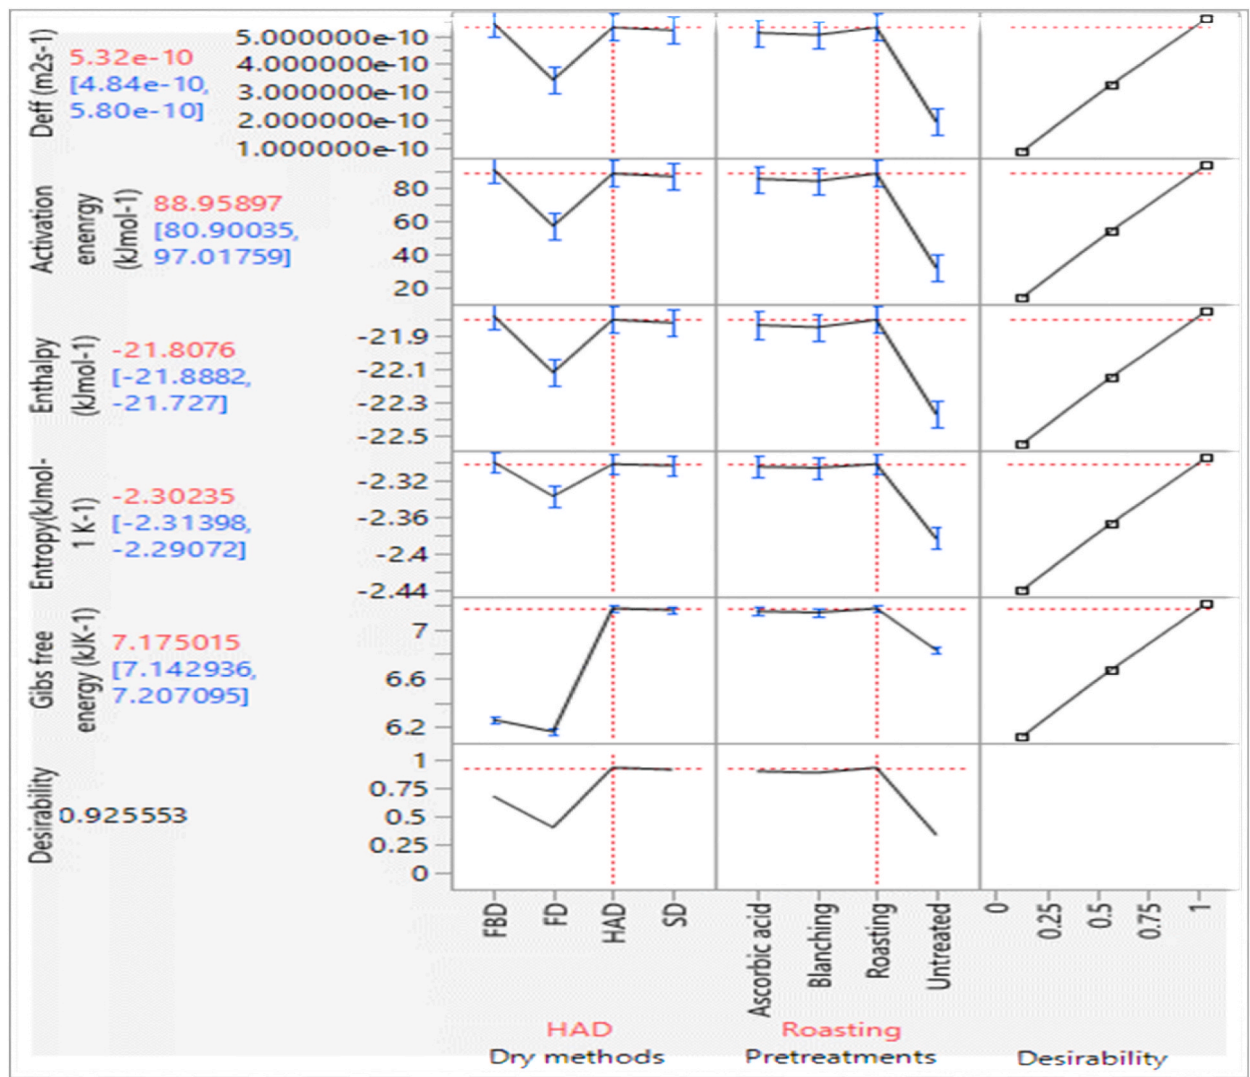 Deff (m2s-1)
5.32e-10
[4.84e-10,
5.80e-10]
5.000000e-10
4.000000e-10
3.000000e-10
2.000000e-10
1.000000e-10
Activation
enenrgy
(kJmol-1)
88.95897
[80.90035,
97.01759]
80
60
40
20
Enthalpy
(kJmol-1)
-21.8076
[-21.8882,
-21.727]
-21.9
-22.1
-22.3
-22.5
Entropy(kJmol-
1 K-1)
-2.30235
[-2.31398,
-2.29072]
-2.32
-2.36
-2.4
-2.44
Gibs free
energy (kJK-1)
7.175015
[7.142936,
7.207095]
7
6.6
6.2
Desirability
0.925553
1
0.75
0.5
0.25
0
FBD
FD
HAD
SD
Ascorbic acid
Blanching
Roasting
Untreated
0
0.25
0.5
0.75
1
HAD
Roasting
Dry methods
Pretreatments
Desirability